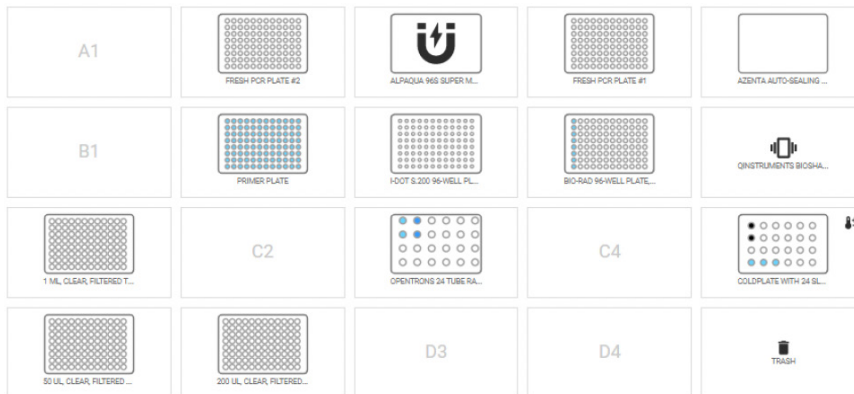 A1
FRESH PCR PLATE #2
ALPAQUA 96S SUPER M...
FRESH PCR PLATE #1
AZENTA AUTO-SEALING ...
B1
PRIMER PLATE
I-DOT S.200 96-WELL PL...
BIO-RAD 96-WELL PLATE,...
QINSTRUMENTS BIOSHA...
1 ML, CLEAR, FILTERED T...
C2
OPENTRONS 24 TUBE RA...
C4
COLDPLATE WITH 24 SL...
50 UL, CLEAR, FILTERED ...
200 UL, CLEAR, FILTERED...
D3
D4
TRASH